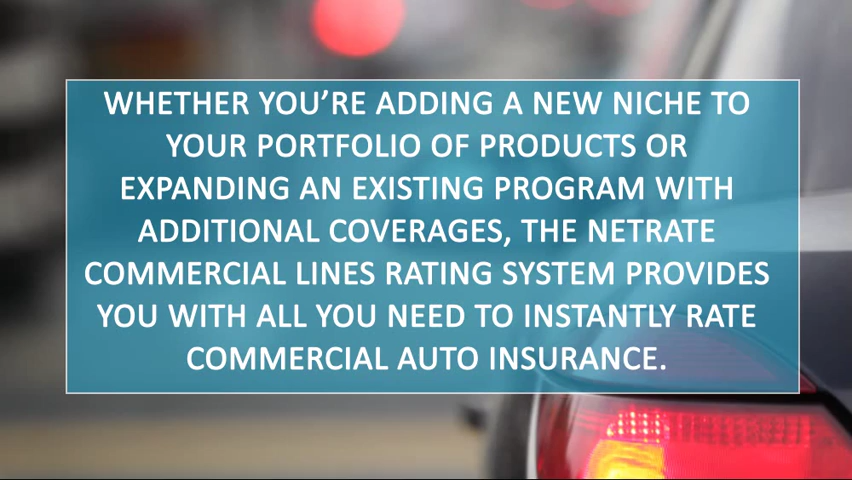 WHETHER YOU’RE ADDING A NEW NICHE TO
YOUR PORTFOLIO OF PRODUCTS OR
EXPANDING AN EXISTING PROGRAM WITH
ADDITIONAL COVERAGES, THE NETRATE
COMMERCIAL LINES RATING SYSTEM PROVIDES
YOU WITH ALL YOU NEED TO INSTANTLY RATE
COMMERCIAL AUTO INSURANCE.